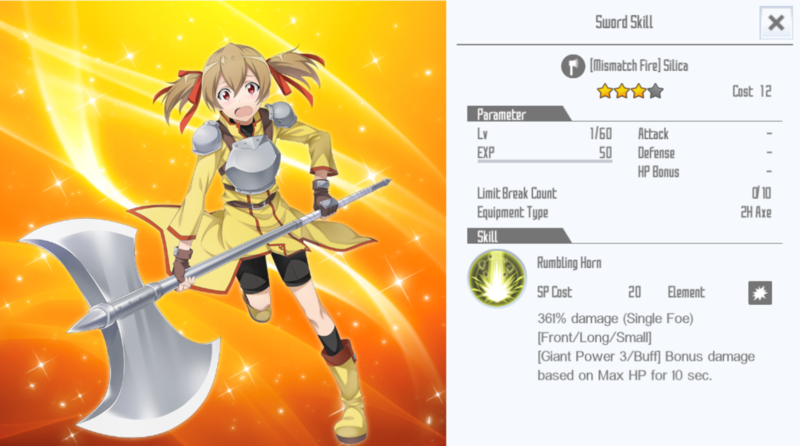 Sword Skill
[Mismatch Fire] Silica
Cost 12
Parameter
Lv 1/60 Attack -
EXP 50 Defense -
HP Bonus -
Limit Break Count 0/10
Equipment Type 2H Axe
Skill
Rumbling Horn
SP Cost 20 Element
361% damage (Single Foe)
[Front/Long/Small]
[Giant Power 3/Buff] Bonus damage
based on Max HP for 10 sec.